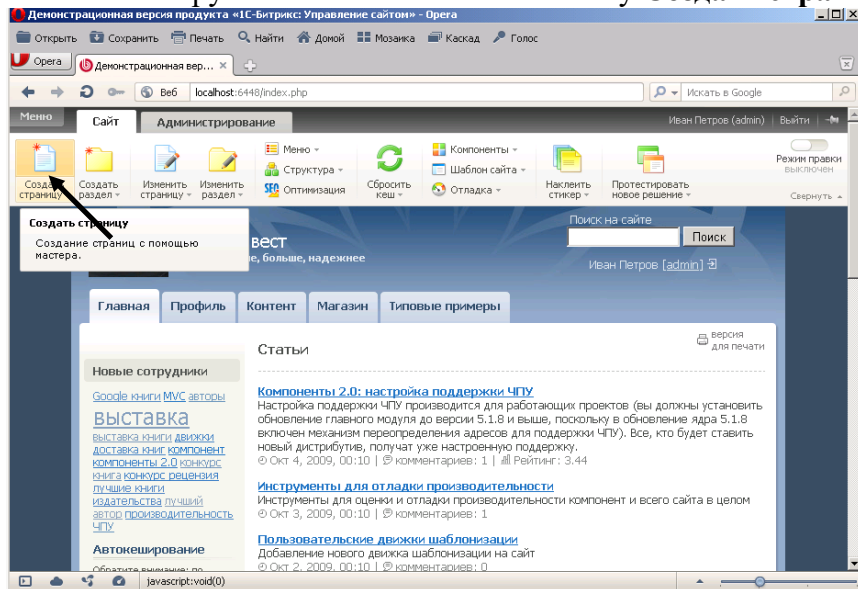 Демонстрационная версия продукта «1С-Битрикс: Управление сайтом» - Opera
Открыть Сохранить Печать Найти Домой Мозаика Каскад Голос
Opera Демонстрационная вер...
Веб localhost:6448/index.php Искать в Google
Меню Сайт Администрирование Иван Петров (admin) Выйти
Создать страницу
Создать раздел
Изменить страницу
Изменить раздел
Меню
Структура
SEO Оптимизация
Сбросить кеш
Компоненты
Шаблон сайта
Отладка
Наклеить стикер
Протестировать новое решение
Режим правки
выключен
Свернуть
Создать страницу
Создание страниц с помощью
мастера.
вест
е, больше, надежнее
Поиск на сайте
Поиск
Иван Петров [admin]
Главная Профиль Контент Магазин Типовые примеры
версия
для печати
Статьи
Новые сотрудники
Google книги MVC авторы
выставка
выставка книги движки
доставка книг компонент
компоненты 2.0 конкурс
книга конкурс рецензия
лучшие книги
издательства лучший
автор производительность
ЧПУ
Автокеширование
Обратите внимание: по
Компоненты 2.0: настройка поддержки ЧПУ
Настройка поддержки ЧПУ производится для работающих проектов (вы должны установить
обновление главного модуля до версии 5.1.8 и выше, поскольку в обновление ядра 5.1.8
включен механизм переопределения адресов для поддержки ЧПУ). Все, кто будет ставить
новый дистрибутив, получат уже настроенную поддержку.
Окт 4, 2009, 00:10 | комментариев: 1 | Рейтинг: 3.44
Инструменты для отладки производительности
Инструменты для оценки и отладки производительности компонент и всего сайта в целом
Окт 3, 2009, 00:10 | комментариев: 1
Пользовательские движки шаблонизации
Добавление нового движка шаблонизации на сайт
Окт 2, 2009, 00:10 | комментариев: 0
javascript:void(0)